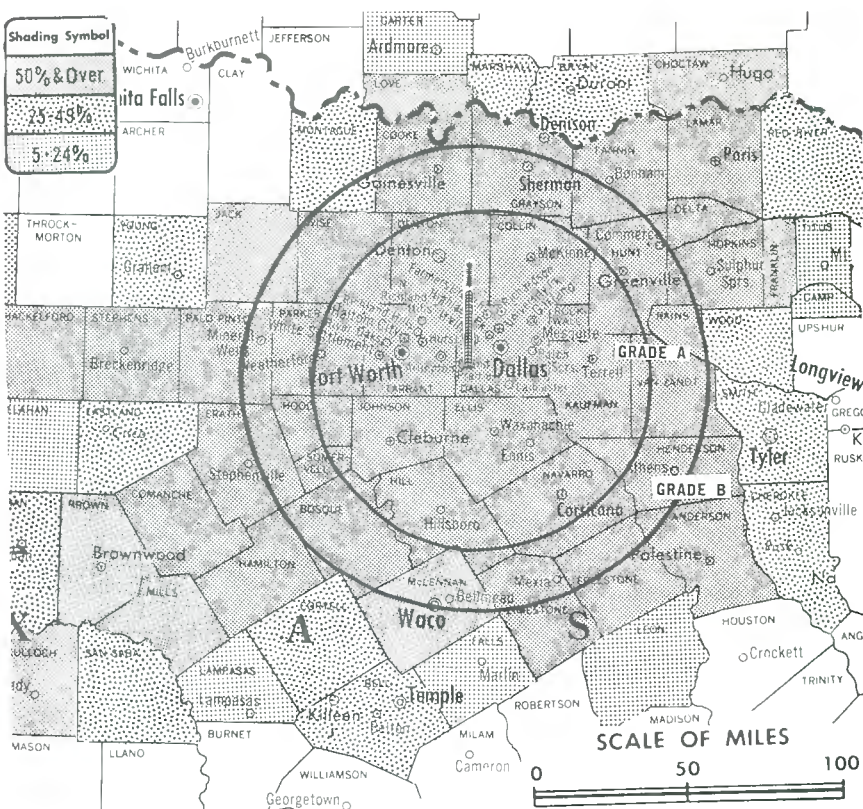 Shading Symbol
50% & Over
25-49%
5-24%
CARTER
Ardmore
JEFFERSON
Burkburnett
WICHITA
CLAY
LOVE
MARSHALL
BRYAN
Durant
CHOCTAW
Hugo
ARCHER
MONTAGUE
COOKE
Denison
FANNIN
LAMAR
RED RIVER
Gainesville
Sherman
Bonham
Paris
GRAYSON
DELTA
THROCK-
MORTON
YOUNG
Graham
JACK
WISE
DENTON
Denton
COLLIN
McKinney
HUNT
Commerce
Greenville
HOPKINS
Sulphur
Sprs.
FRANKLIN
TITUS
CAMP
UPSHUR
STEPHENS
Breckenridge
PALO PINTO
PARKER
White Settlement
Weatherford
Fort Worth
TARRANT
Dallas
DALLAS
Mesquite
Terrell
RAINS
WOOD
GRADE A
VAN ZANDT
Longview
EASTLAND
ERATH
HOOD
JOHNSON
ELLIS
KAUFMAN
SMITH
Gladewater
Cleburne
Waxahachie
Ennis
Tyler
RUSK
Stephenville
SOMER-
VELL
HILL
NAVARRO
HENDERSON
Athens
COMANCHE
BOSQUE
Hillsboro
Corsicana
GRADE B
ANDERSON
CHEROKEE
Jacksonville
BROWN
Brownwood
HAMILTON
McLENNAN
Bellmead
Waco
Mexia
FREESTONE
Palestine
MILLS
CORYELL
LIMESTONE
A
S
FALLS
Marlin
LEON
HOUSTON
Crockett
SAN SABA
LAMPASAS
Lampasas
BELL
Temple
Killeen
Belton
ROBERTSON
TRINITY
MASON
LLANO
BURNET
MILAM
Cameron
MADISON
WILLIAMSON
Georgetown
SCALE OF MILES
0 50 100